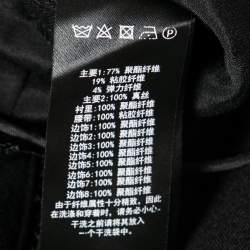 主要1:77% 聚酯纤维
19% 粘胶纤维
4% 弹力纤维
主要2:100% 真丝
衬里:100% 聚酯纤维
腰带:100% 粘胶纤维
边饰1:100% 聚酯纤维
边饰2:100% 聚酯纤维
边饰3:100% 聚酯纤维
边饰4:100% 聚酯纤维
边饰5:100% 聚酯纤维
边饰6:100% 聚酯纤维
边饰7:100% 聚酯纤维
边饰8:100% 聚酯纤维
由于纤维属性十分精致，因此
在洗涤和穿着时，请务必小心。
干洗之前请将其放入
一个干洗袋中。